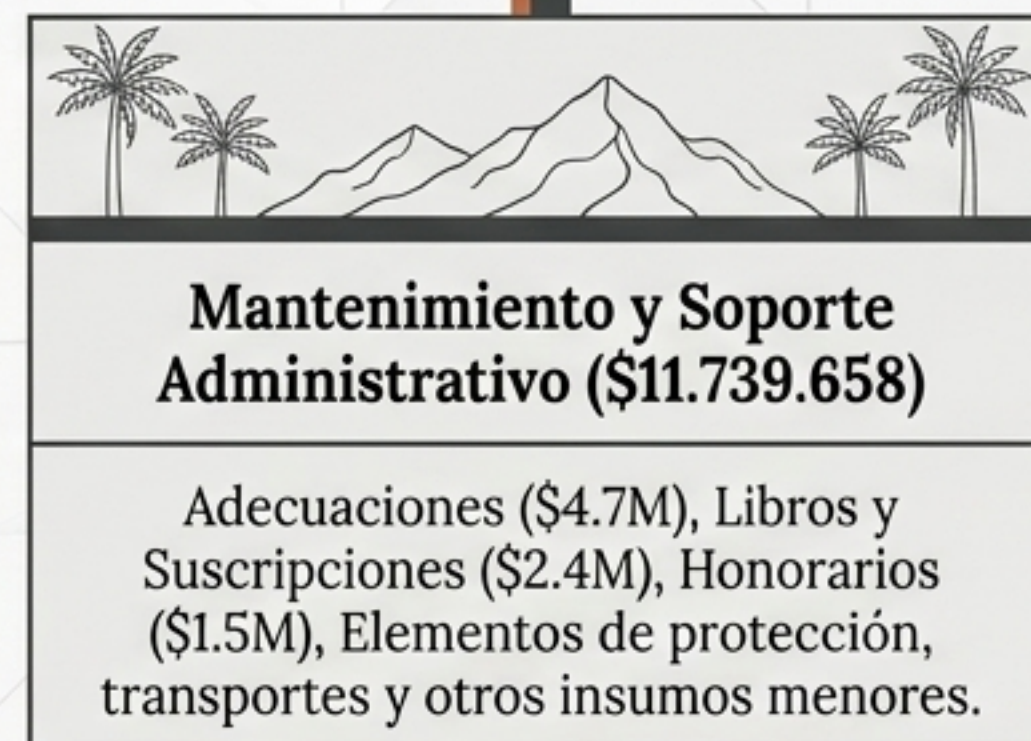 Mantenimiento y Soporte
Administrativo ($11.739.658)
Adecuaciones ($4.7M), Libros y
Suscripciones ($2.4M), Honorarios
($1.5M), Elementos de protección,
transportes y otros insumos menores.